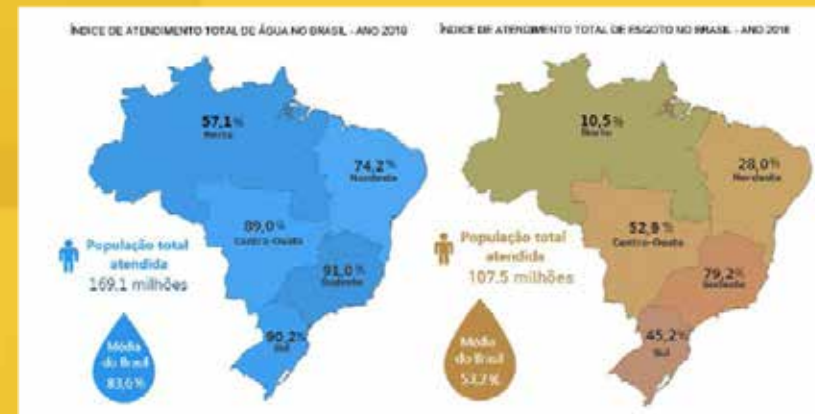 ÍNDICE DE ATENDIMENTO TOTAL DE ÁGUA NO BRASIL - ANO 2018
57,1%
Norte
74,2%
Nordeste
89,0%
Centro-Oeste
91,0%
Sudeste
90,2%
Sul
População total
atendida
169,1 milhões
Média
do Brasil
83,6%
ÍNDICE DE ATENDIMENTO TOTAL DE ESGOTO NO BRASIL - ANO 2018
10,5%
Norte
28,0%
Nordeste
52,9%
Centro-Oeste
79,2%
Sudeste
45,2%
Sul
População total
atendida
107,5 milhões
Média
do Brasil
53,2%